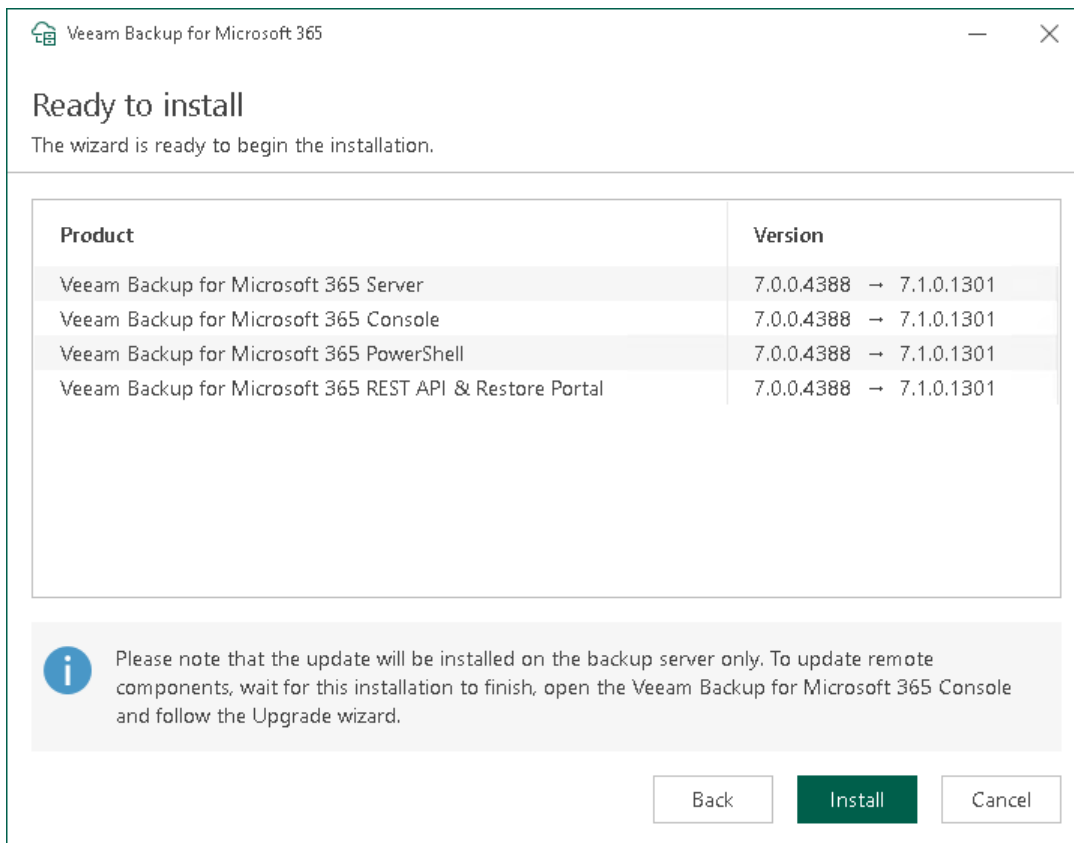 Veeam Backup for Microsoft 365
Ready to install
The wizard is ready to begin the installation.
Product Version
Veeam Backup for Microsoft 365 Server 7.0.0.4388 → 7.1.0.1301
Veeam Backup for Microsoft 365 Console 7.0.0.4388 → 7.1.0.1301
Veeam Backup for Microsoft 365 PowerShell 7.0.0.4388 → 7.1.0.1301
Veeam Backup for Microsoft 365 REST API & Restore Portal 7.0.0.4388 → 7.1.0.1301
Please note that the update will be installed on the backup server only. To update remote
components, wait for this installation to finish, open the Veeam Backup for Microsoft 365 Console
and follow the Upgrade wizard.
Back Install Cancel